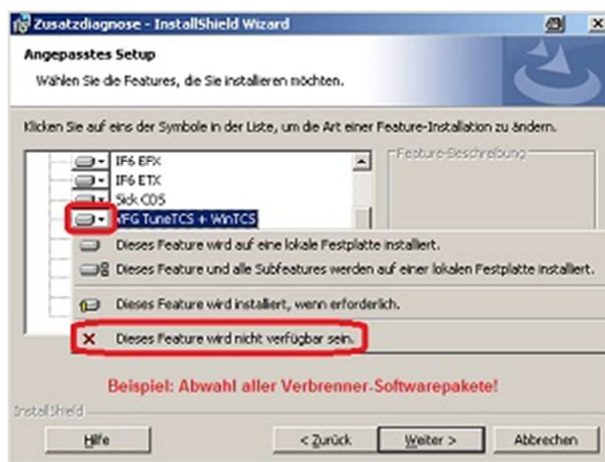 Zusatzdiagnose - InstallShield Wizard
Angepasstes Setup
Wählen Sie die Features, die Sie installieren möchten.
Klicken Sie auf eins der Symbole in der Liste, um die Art einer Feature-Installation zu ändern.
IF6 EFX
IF6 ETX
Sick CDS
VFG TuneTCS + WinTCS
Feature-Beschreibung
Dieses Feature wird auf eine lokale Festplatte installiert.
Dieses Feature und alle Subfeatures werden auf einer lokalen Festplatte installiert.
Dieses Feature wird installiert, wenn erforderlich.
Dieses Feature wird nicht verfügbar sein.
Beispiel: Abwahl aller Verbrenner-Softwarepakete!
InstallShield
Hilfe
< Zurück
Weiter >
Abbrechen